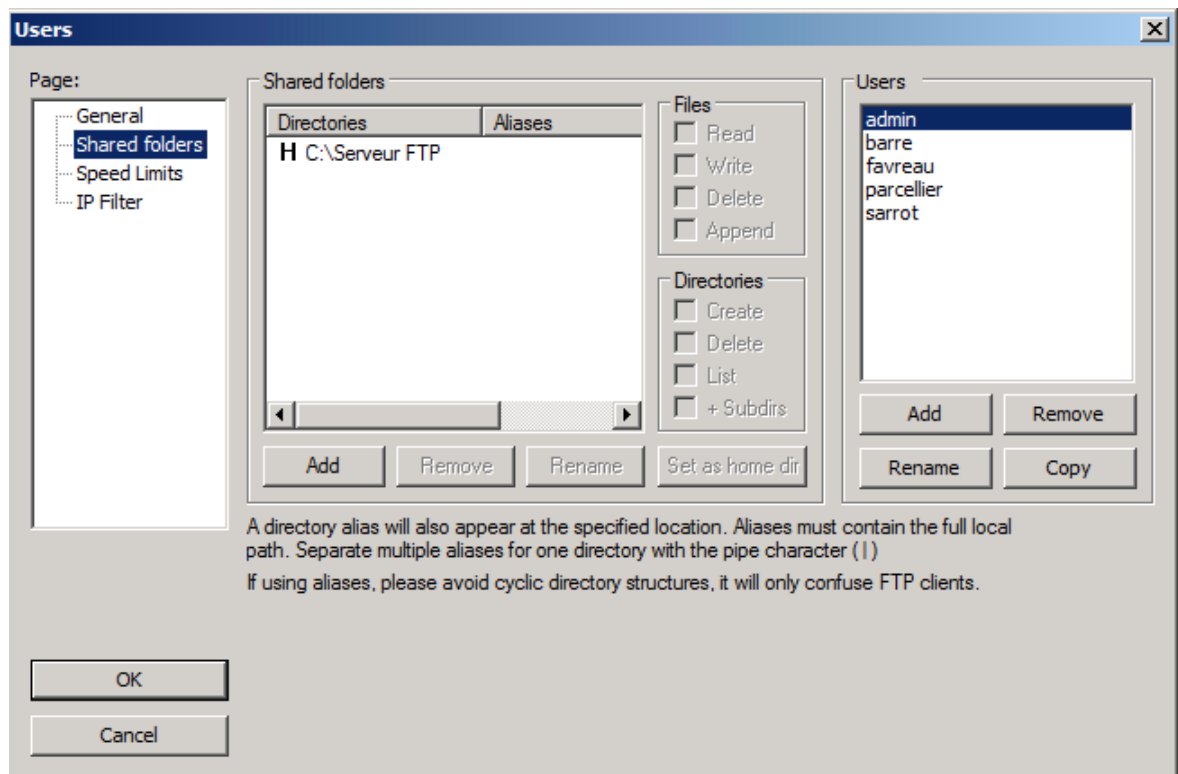 Users
Page:
General
Shared folders
Speed Limits
IP Filter
Shared folders
Directories Aliases
H C:\Serveur FTP
Files
Read
Write
Delete
Append
Directories
Create
Delete
List
+ Subdirs
Add Remove Rename Set as home dir
Users
admin
barre
favreau
parcellier
sarrot
Add Remove
Rename Copy
A directory alias will also appear at the specified location. Aliases must contain the full local
path. Separate multiple aliases for one directory with the pipe character (|)
If using aliases, please avoid cyclic directory structures, it will only confuse FTP clients.
OK
Cancel